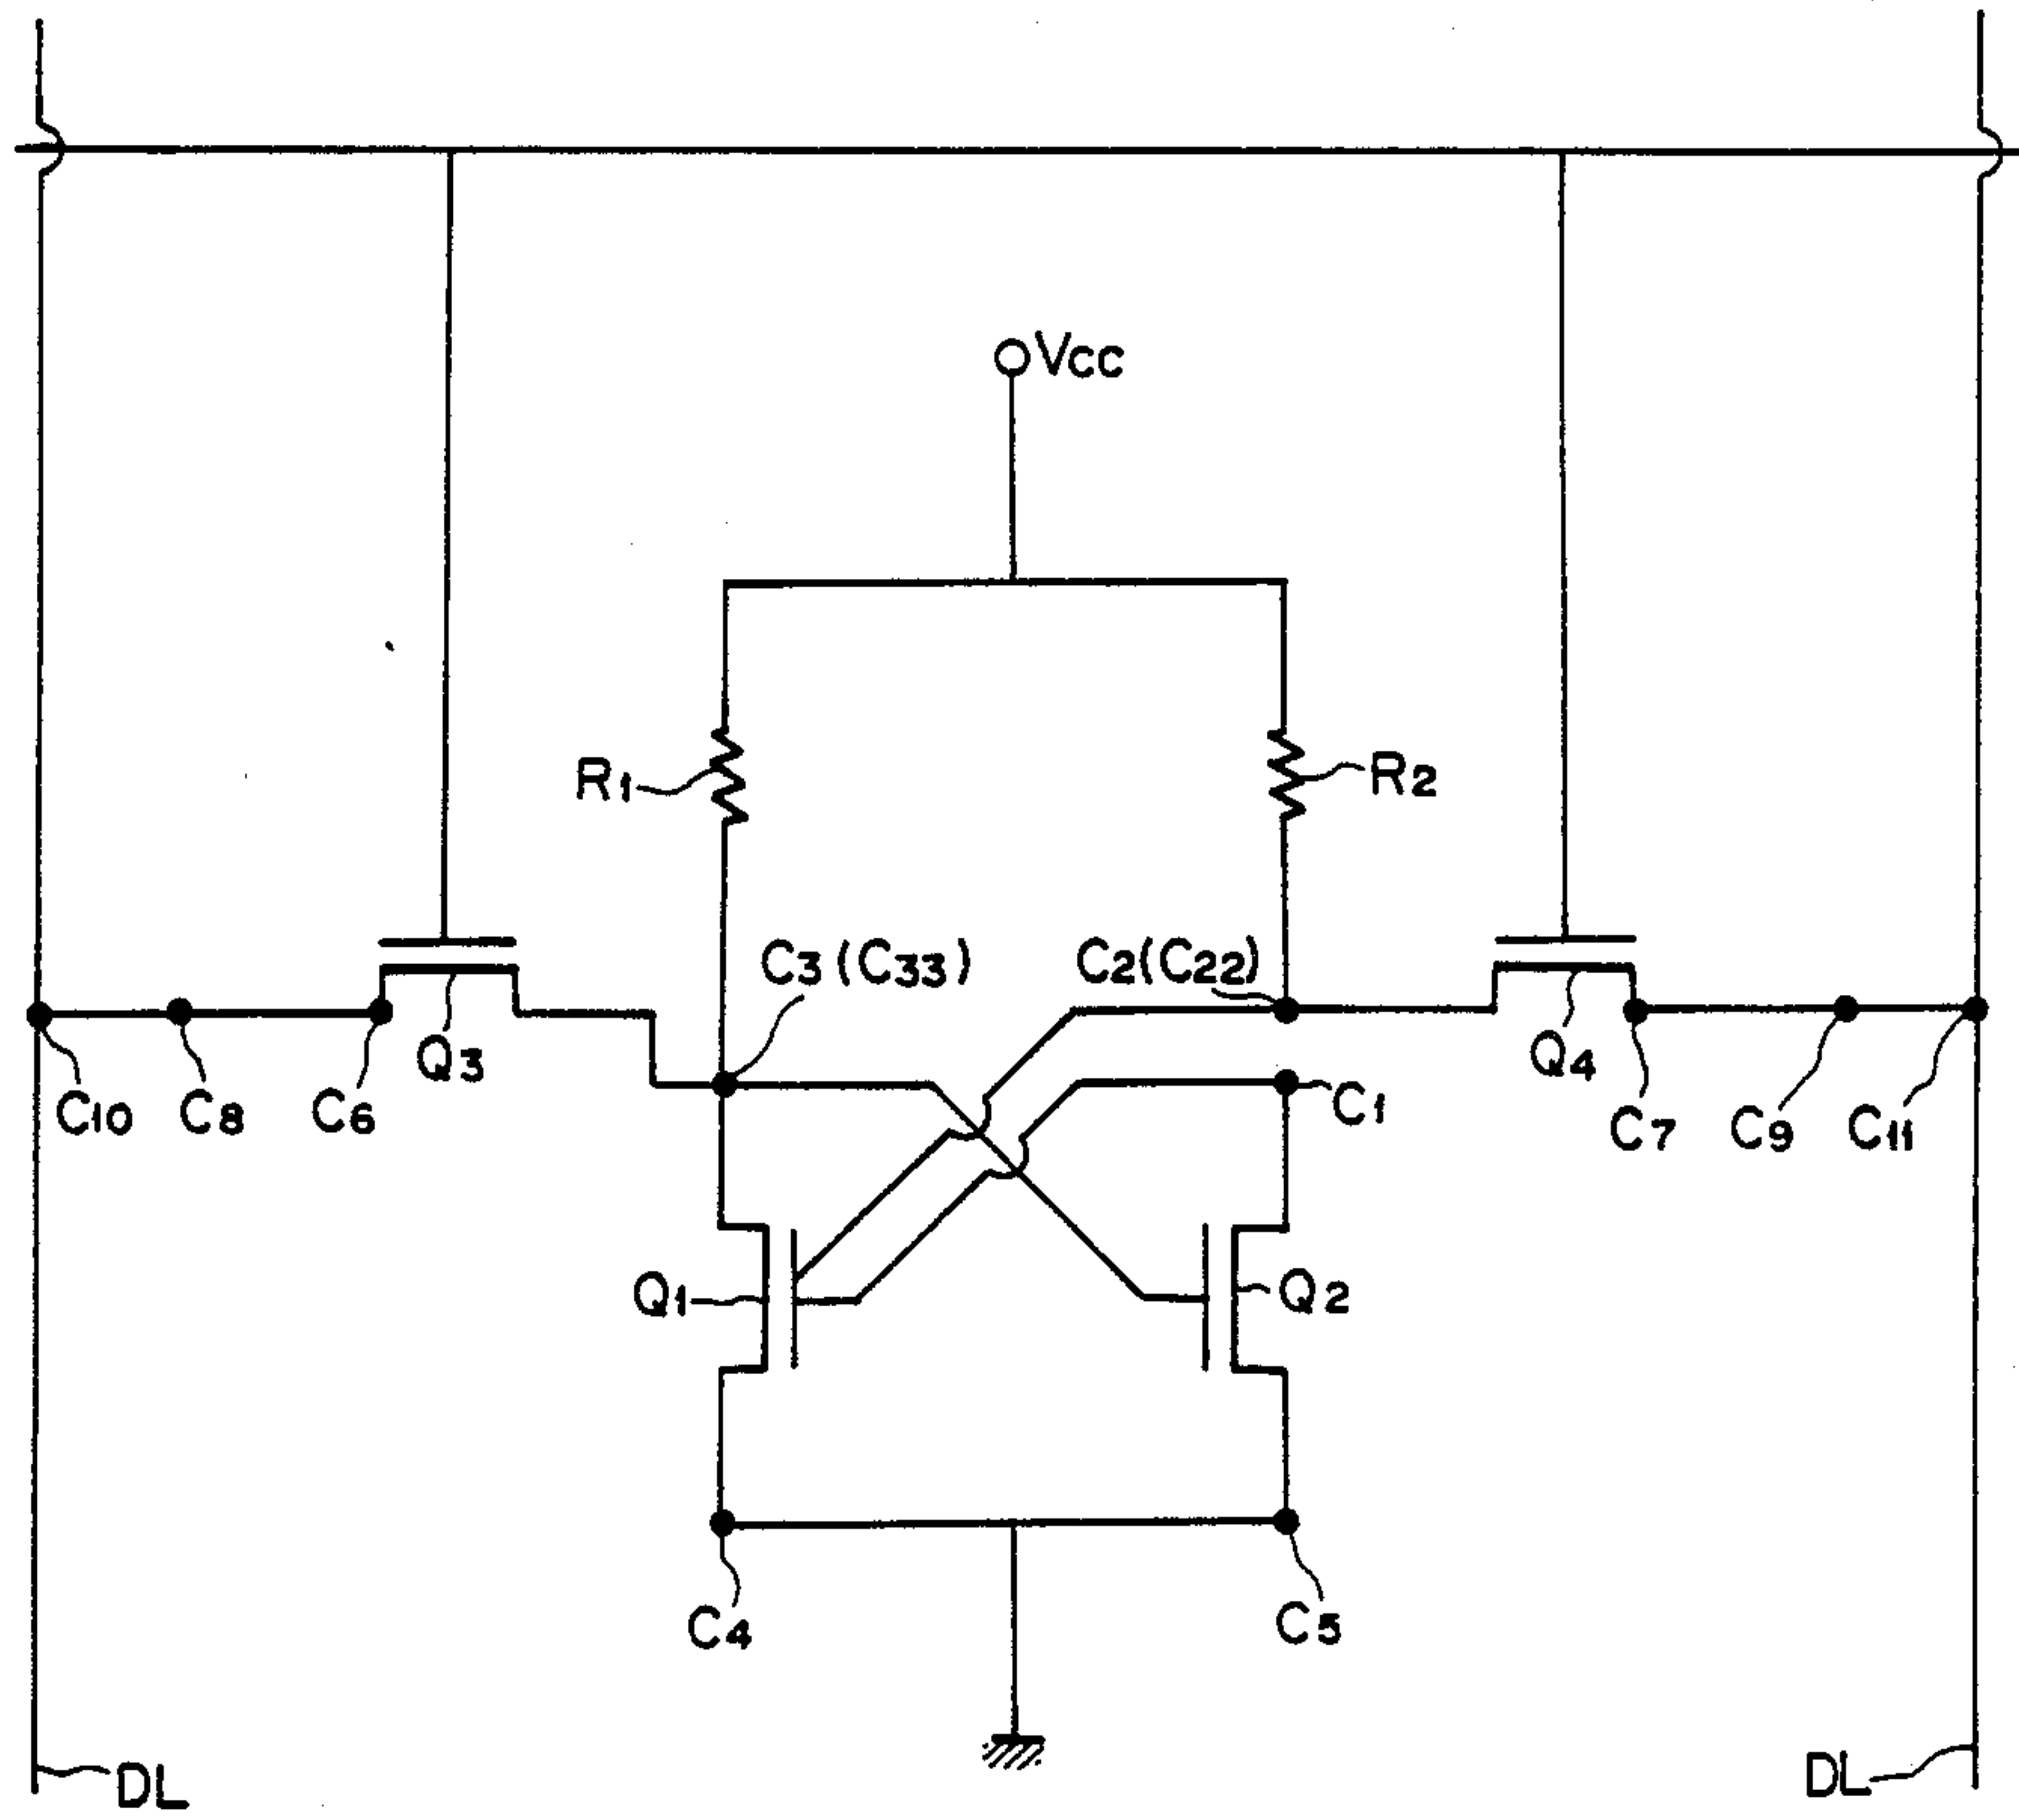 Vcc
R1
R2
C3 (C33)
C2(C22)
Q3
Q4
C10
C8
C6
C1
C7
C9
C11
Q1
Q2
C4
C5
DL
DL